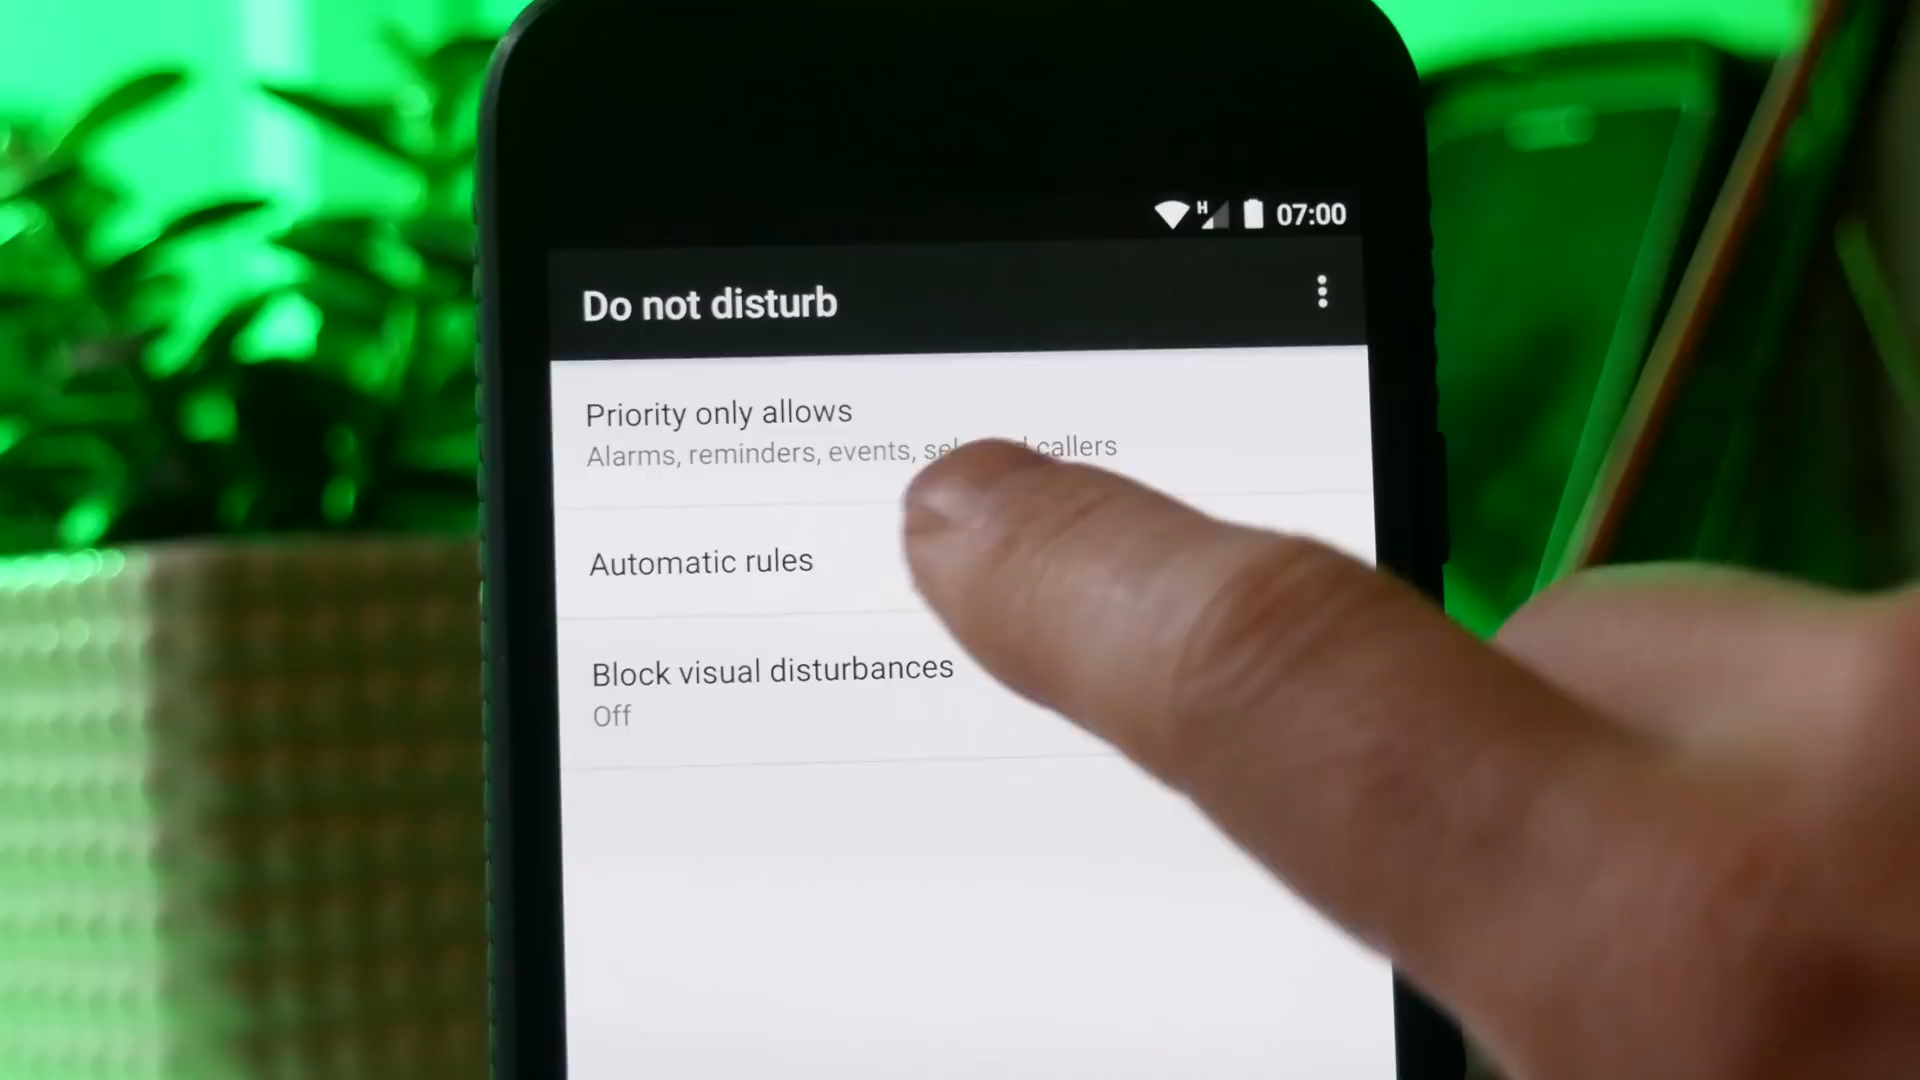 H 07:00
Do not disturb
Priority only allows
Alarms, reminders, events, callers
Automatic rules
Block visual disturbances
Off